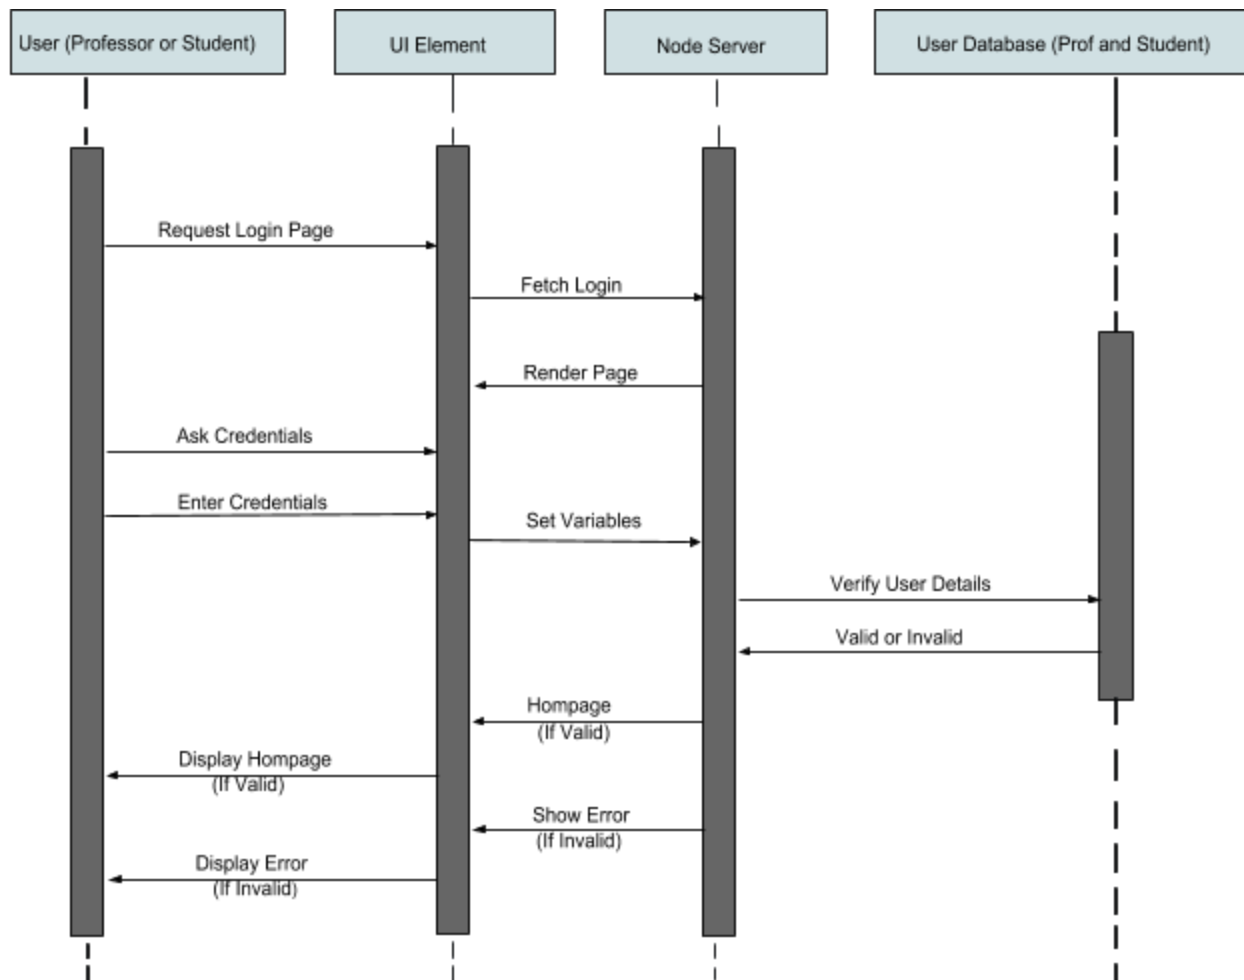 User (Professor or Student)
UI Element
Node Server
User Database (Prof and Student)
Request Login Page
Fetch Login
Render Page
Ask Credentials
Enter Credentials
Set Variables
Verify User Details
Valid or Invalid
Hompage
(If Valid)
Display Hompage
(If Valid)
Show Error
(If Invalid)
Display Error
(If Invalid)